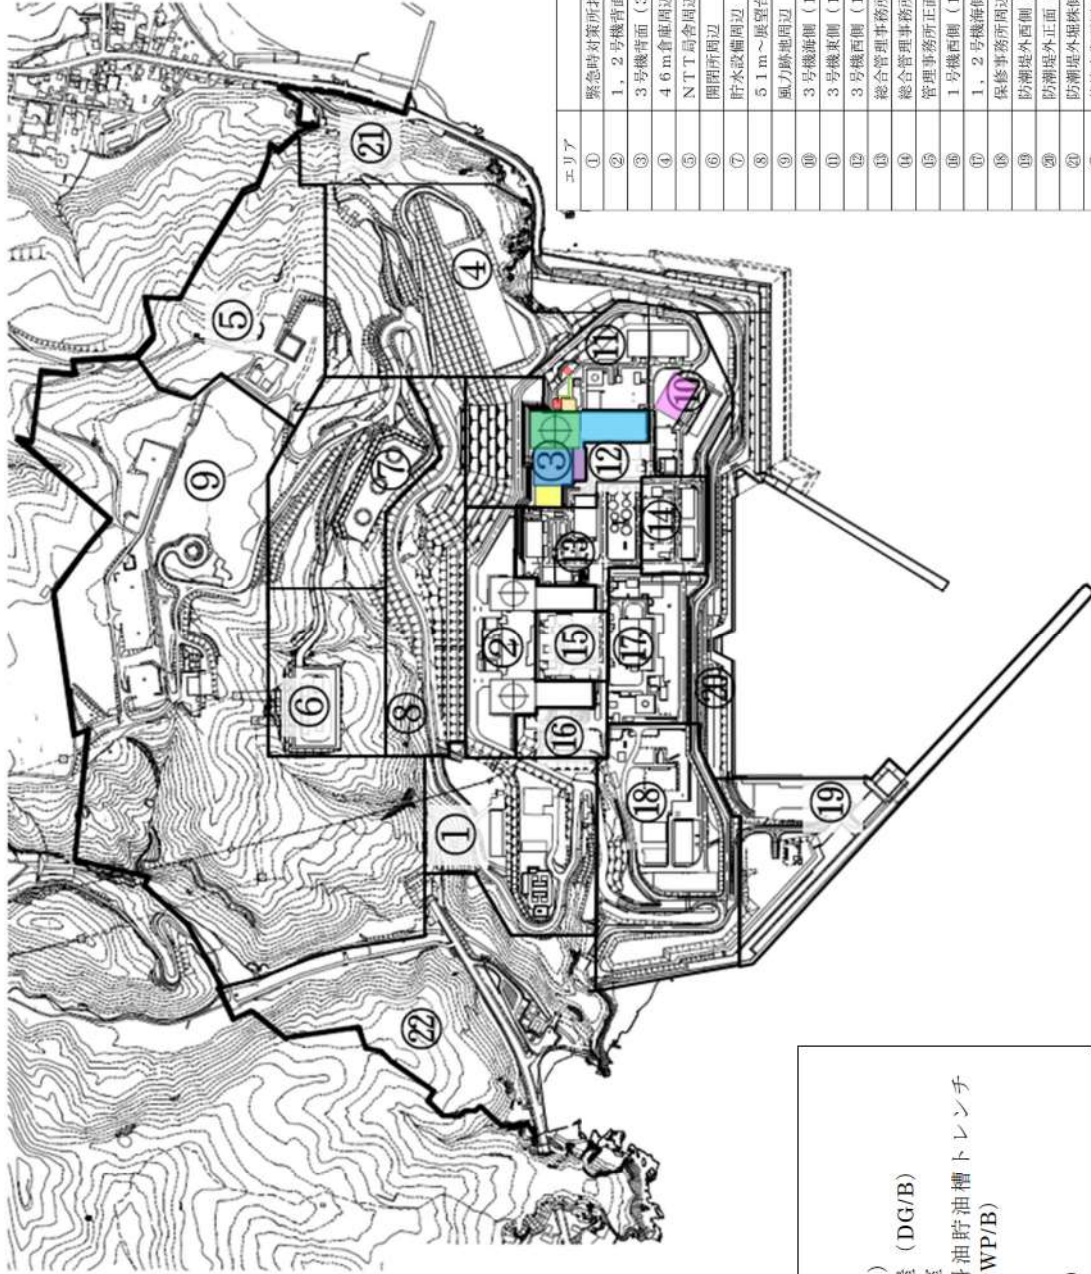 エリア
① 緊急時対策所
② 1,2号機背面
③ 3号機背面(
④ 46m倉庫周辺
⑤ NTT局舎周辺
⑥ 開閉所周辺
⑦ 貯水設備周辺
⑧ 51m～展望台
⑨ 風力跡地周辺
⑩ 3号機海側(1
⑪ 3号機東側(1
⑫ 3号機西側(1
⑬ 総合管理事務所
⑭ 総合管理事務所
⑮ 管理事務所正面
⑯ 1号機西側(1
⑰ 1,2号機海側
⑱ 保修事務所周辺
⑲ 防潮堤外西側
⑳ 防潮堤外正面
㉑ 防潮堤外堀株側
㉑
⑤
④
⑨
⑦
⑪
⑩
③
⑫
⑭
⑬
②
⑮
⑰
⑥
⑧
⑯
⑳
①
⑱
⑲
㉒
)
(DG/B)
油貯油槽トレンチ
WP/B)
)